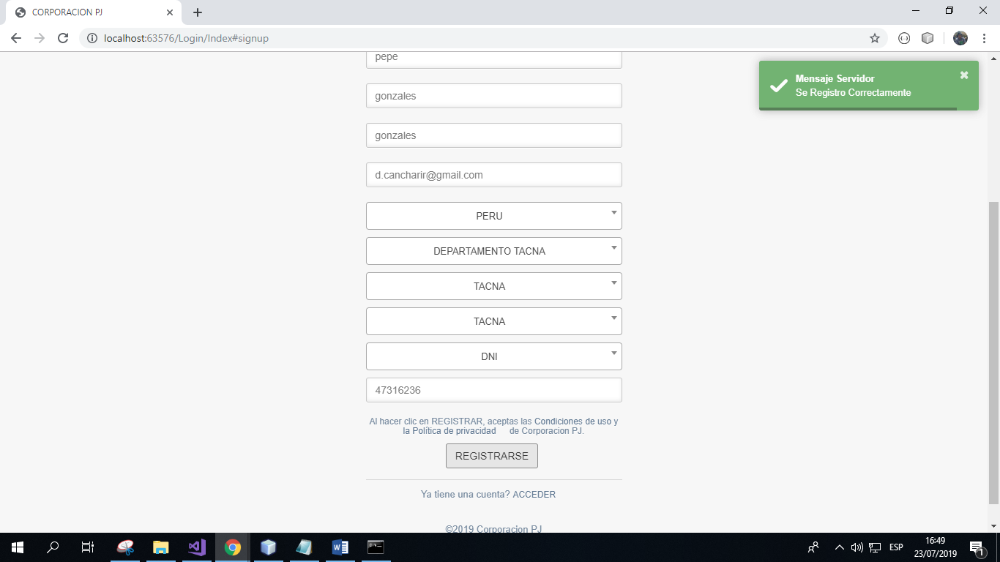 CORPORACION PJ
localhost:63576/Login/Index#signup
pepe
gonzales
gonzales
d.cancharir@gmail.com
PERU
DEPARTAMENTO TACNA
TACNA
TACNA
DNI
47316236
Al hacer clic en REGISTRAR, aceptas las Condiciones de uso y
la Política de privacidad de Corporacion PJ.
REGISTRARSE
Ya tiene una cuenta? ACCEDER
©2019 Corporacion PJ
Mensaje Servidor
Se Registro Correctamente
ESP
16:49
23/07/2019
1